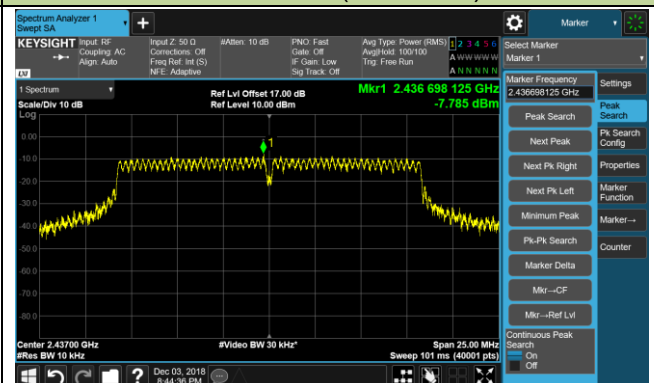 Spectrum Analyzer 1
Swept SA
Marker
KEYSIGHT
Input: RF
Coupling: AC
Align: Auto
Input Z: 50 Ω
Corrections: Off
Freq Ref: Int (S)
NFE: Adaptive
#Atten: 10 dB
PNO: Fast
Gate: Off
IF Gain: Low
Sig Track: Off
Avg Type: Power (RMS)
Avg|Hold: 100/100
Trig: Free Run
1 2 3 4 5 6
A W W W W W
A N N N N N
LXI
Select Marker
Marker 1
1 Spectrum
Scale/Div 10 dB
Log
Ref Lvl Offset 17.00 dB
Ref Level 10.00 dBm
Mkr1 2.436 698 125 GHz
-7.785 dBm
1
0.00
-10.0
-20.0
-30.0
-40.0
-50.0
-60.0
-70.0
-80.0
Center 2.43700 GHz
#Res BW 10 kHz
#Video BW 30 kHz*
Span 25.00 MHz
Sweep 101 ms (40001 pts)
Marker Frequency
2.436698125 GHz
Peak Search
Next Peak
Next Pk Right
Next Pk Left
Minimum Peak
Pk-Pk Search
Marker Delta
Mkr→CF
Mkr→Ref Lvl
Continuous Peak
Search
On
Off
Settings
Peak
Search
Pk Search
Config
Properties
Marker
Function
Marker→
Counter
Dec 03, 2018
8:44:36 PM